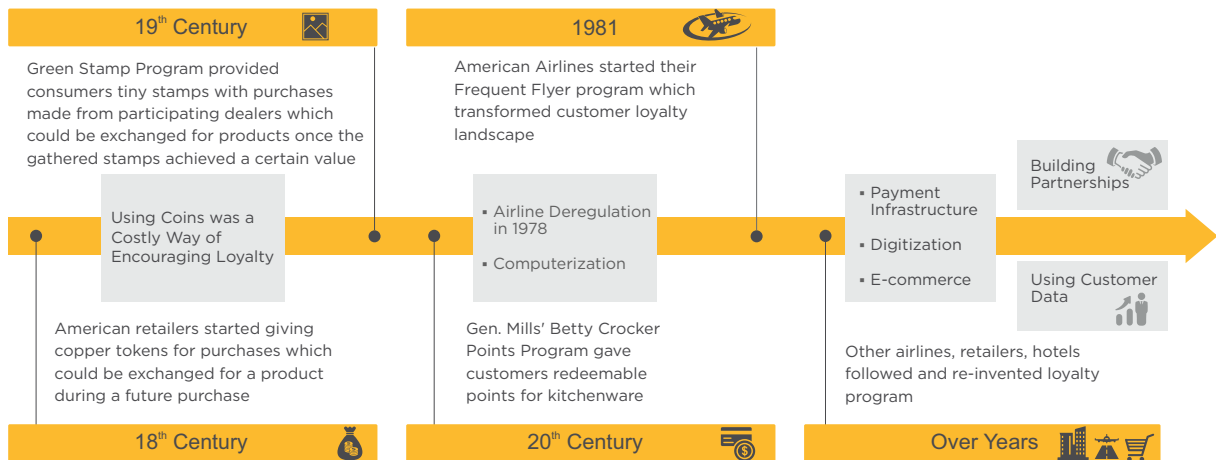 19th Century
Green Stamp Program provided
consumers tiny stamps with purchases
made from participating dealers which
could be exchanged for products once the
gathered stamps achieved a certain value
1981
American Airlines started their
Frequent Flyer program which
transformed customer loyalty
landscape
Using Coins was a
Costly Way of
Encouraging Loyalty
▪ Airline Deregulation
in 1978
▪ Computerization
▪ Payment
Infrastructure
▪ Digitization
▪ E-commerce
Building
Partnerships
Using Customer
Data
American retailers started giving
copper tokens for purchases which
could be exchanged for a product
during a future purchase
18th Century
Gen. Mills' Betty Crocker
Points Program gave
customers redeemable
points for kitchenware
20th Century
Other airlines, retailers, hotels
followed and re-invented loyalty
program
Over Years